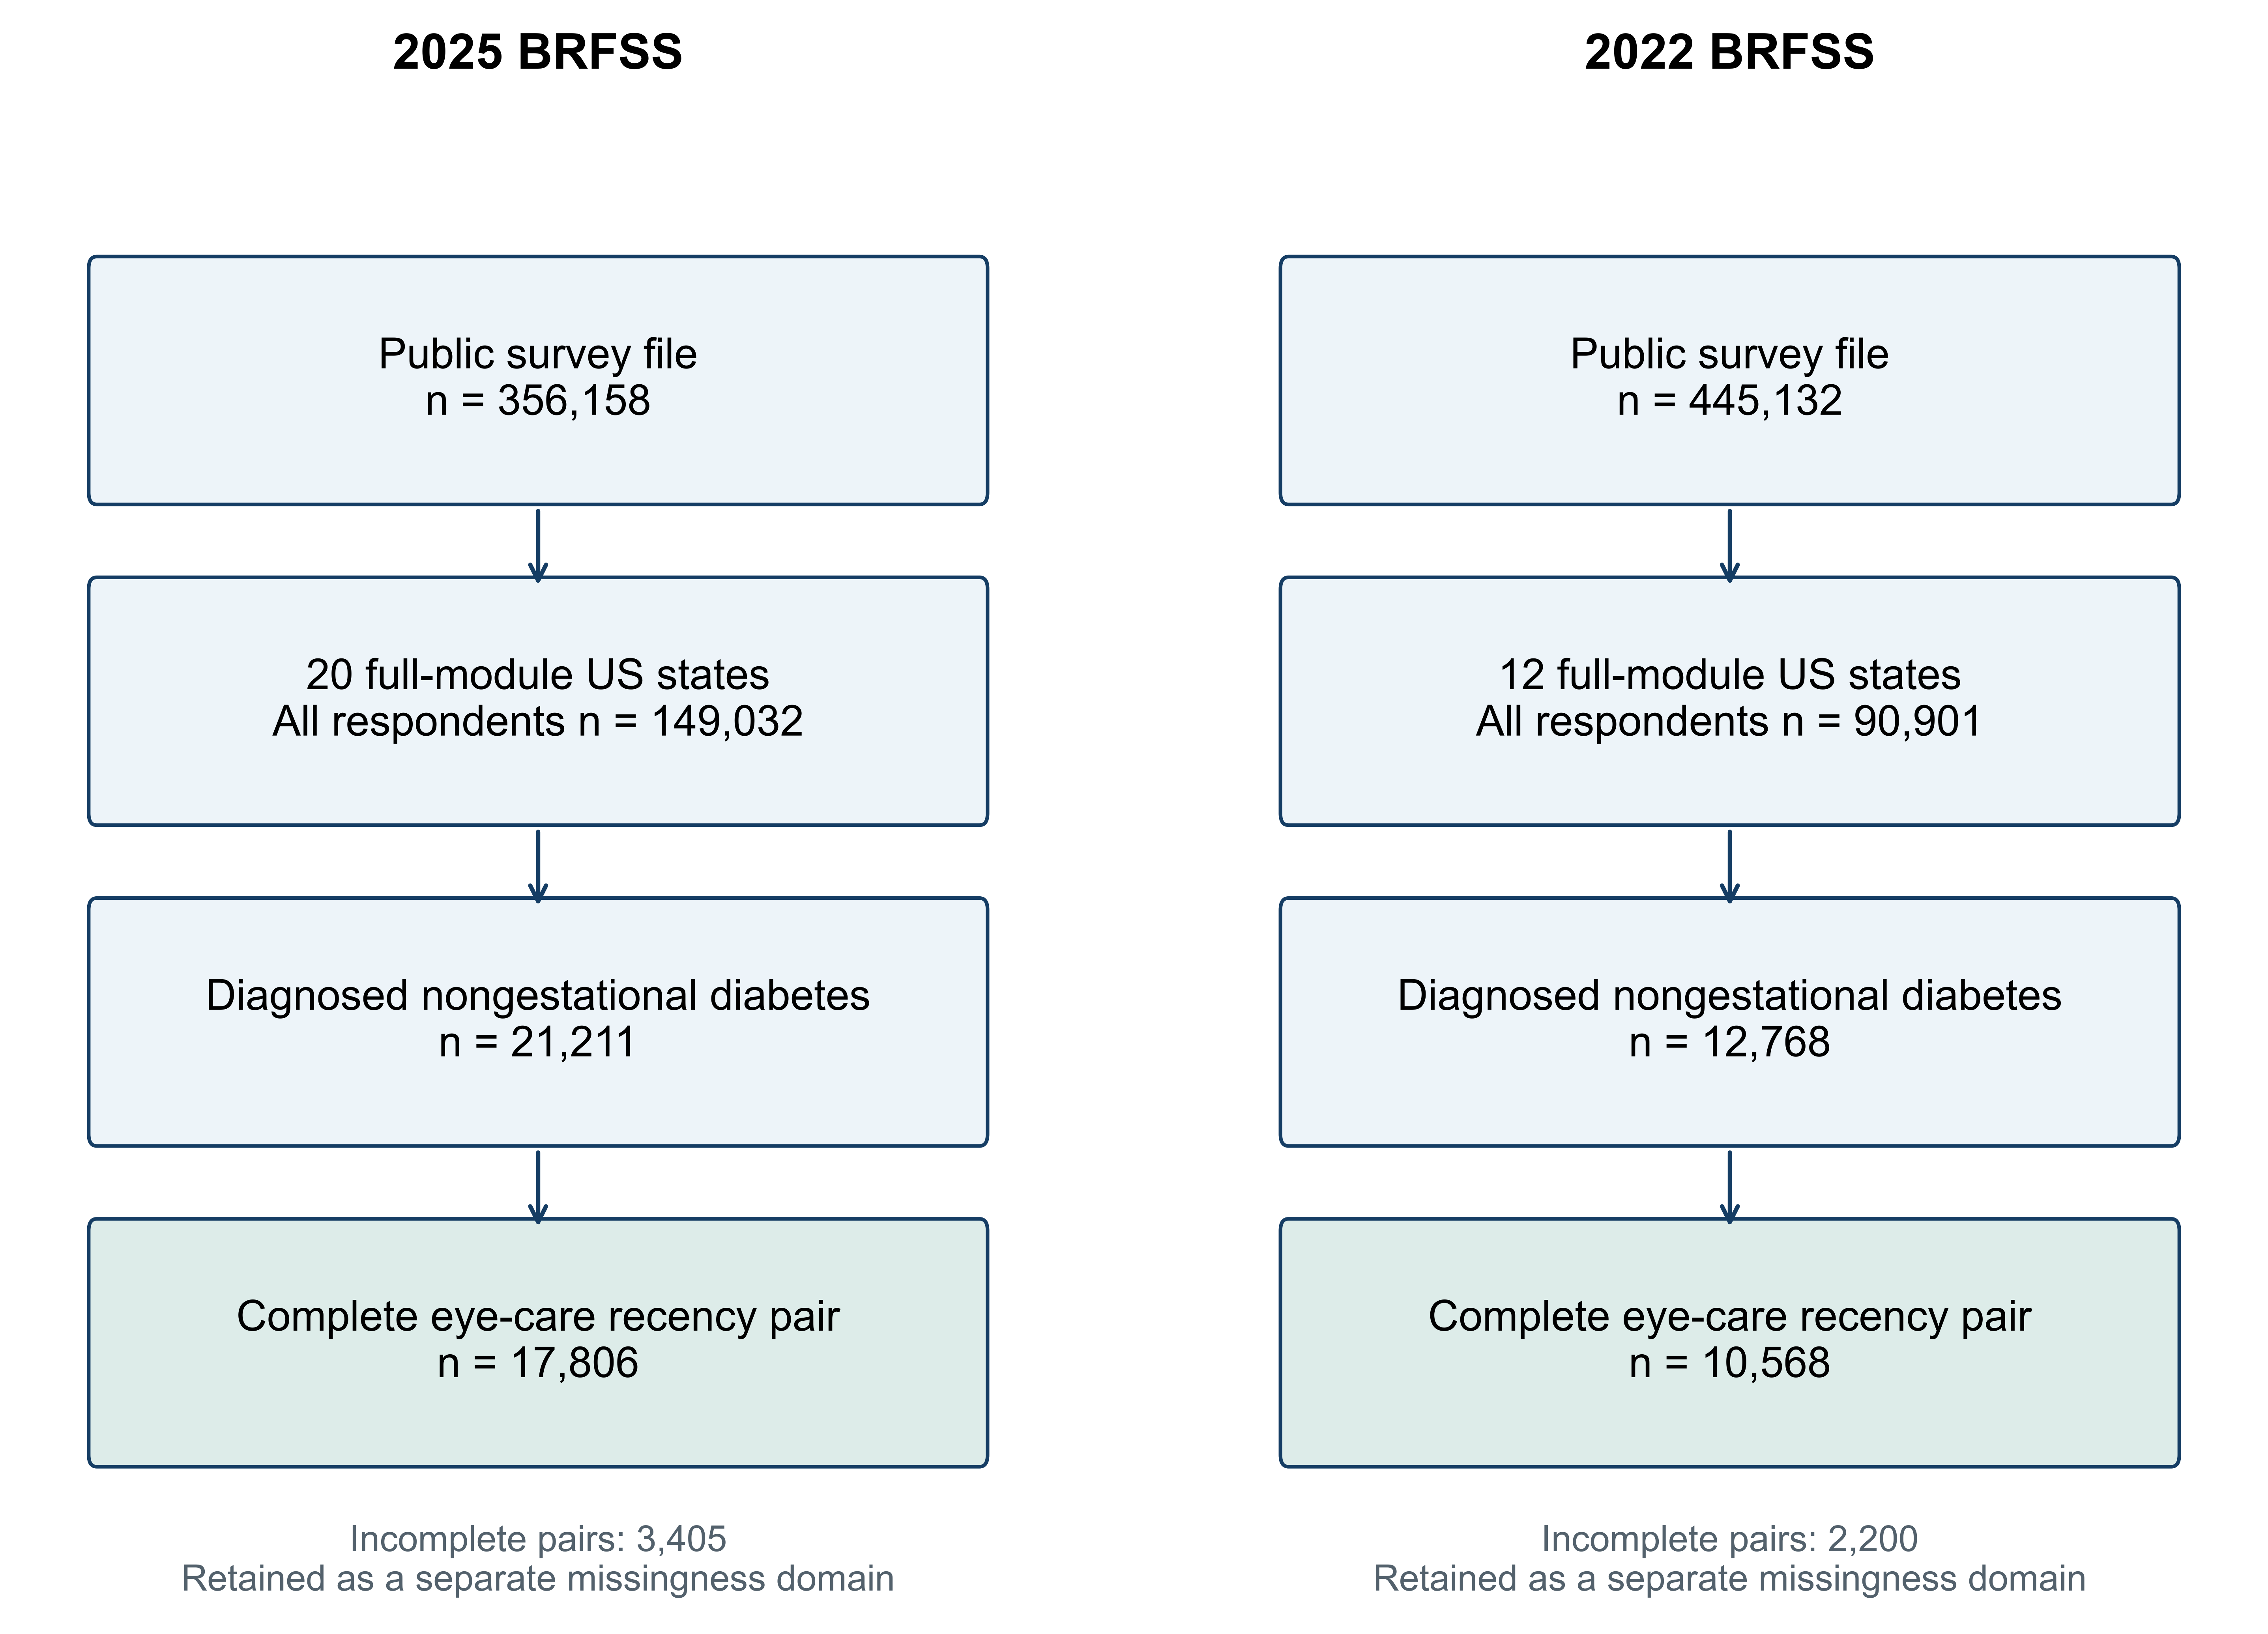 2025 BRFSS
Public survey file
n = 356,158
20 full-module US states
All respondents n = 149,032
Diagnosed nongestational diabetes
n = 21,211
Complete eye-care recency pair
n = 17,806
Incomplete pairs: 3,405
Retained as a separate missingness domain
2022 BRFSS
Public survey file
n = 445,132
12 full-module US states
All respondents n = 90,901
Diagnosed nongestational diabetes
n = 12,768
Complete eye-care recency pair
n = 10,568
Incomplete pairs: 2,200
Retained as a separate missingness domain